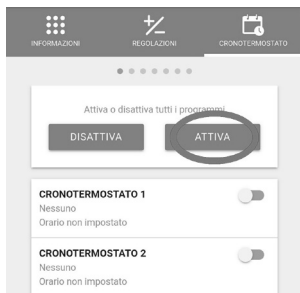 INFORMAZIONI REGOLAZIONI CRONOTERMOSTATO
Attiva o disattiva tutti i programmi
DISATTIVA ATTIVA
CRONOTERMOSTATO 1
Nessuno
Orario non impostato
CRONOTERMOSTATO 2
Nessuno
Orario non impostato